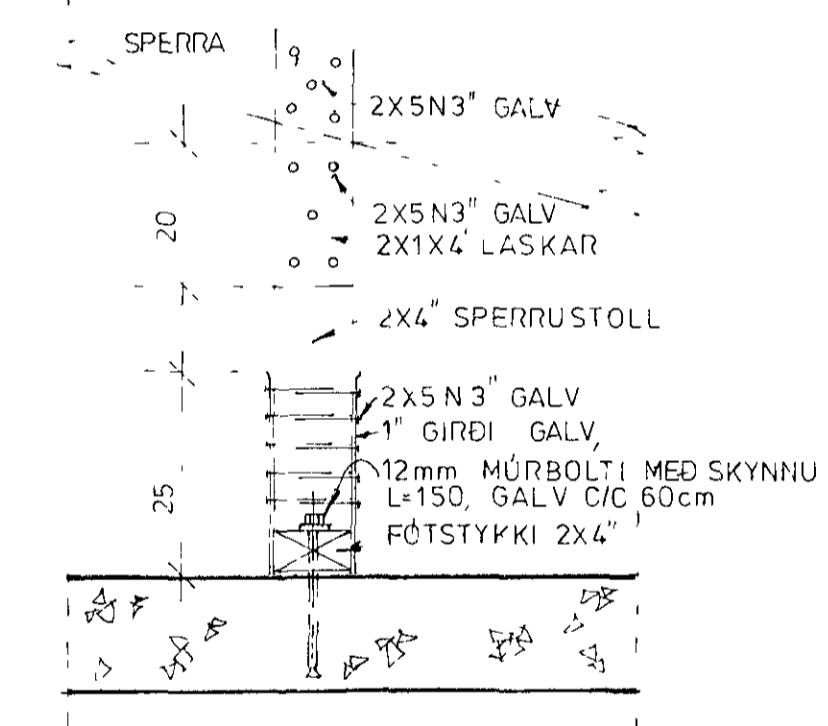 SPERRA
9
2X5N3" GALV
20
2X5N3" GALV
2X1X4" LASKAR
2X4" SPERRUSTOLL
2X5 N 3" GALV
1" GIRÐI GALV,
12mm MÚRBOLTI MEÐ SKYNNU
L=150, GALV C/C 60cm
25
FÓTSTYKKI 2X4"